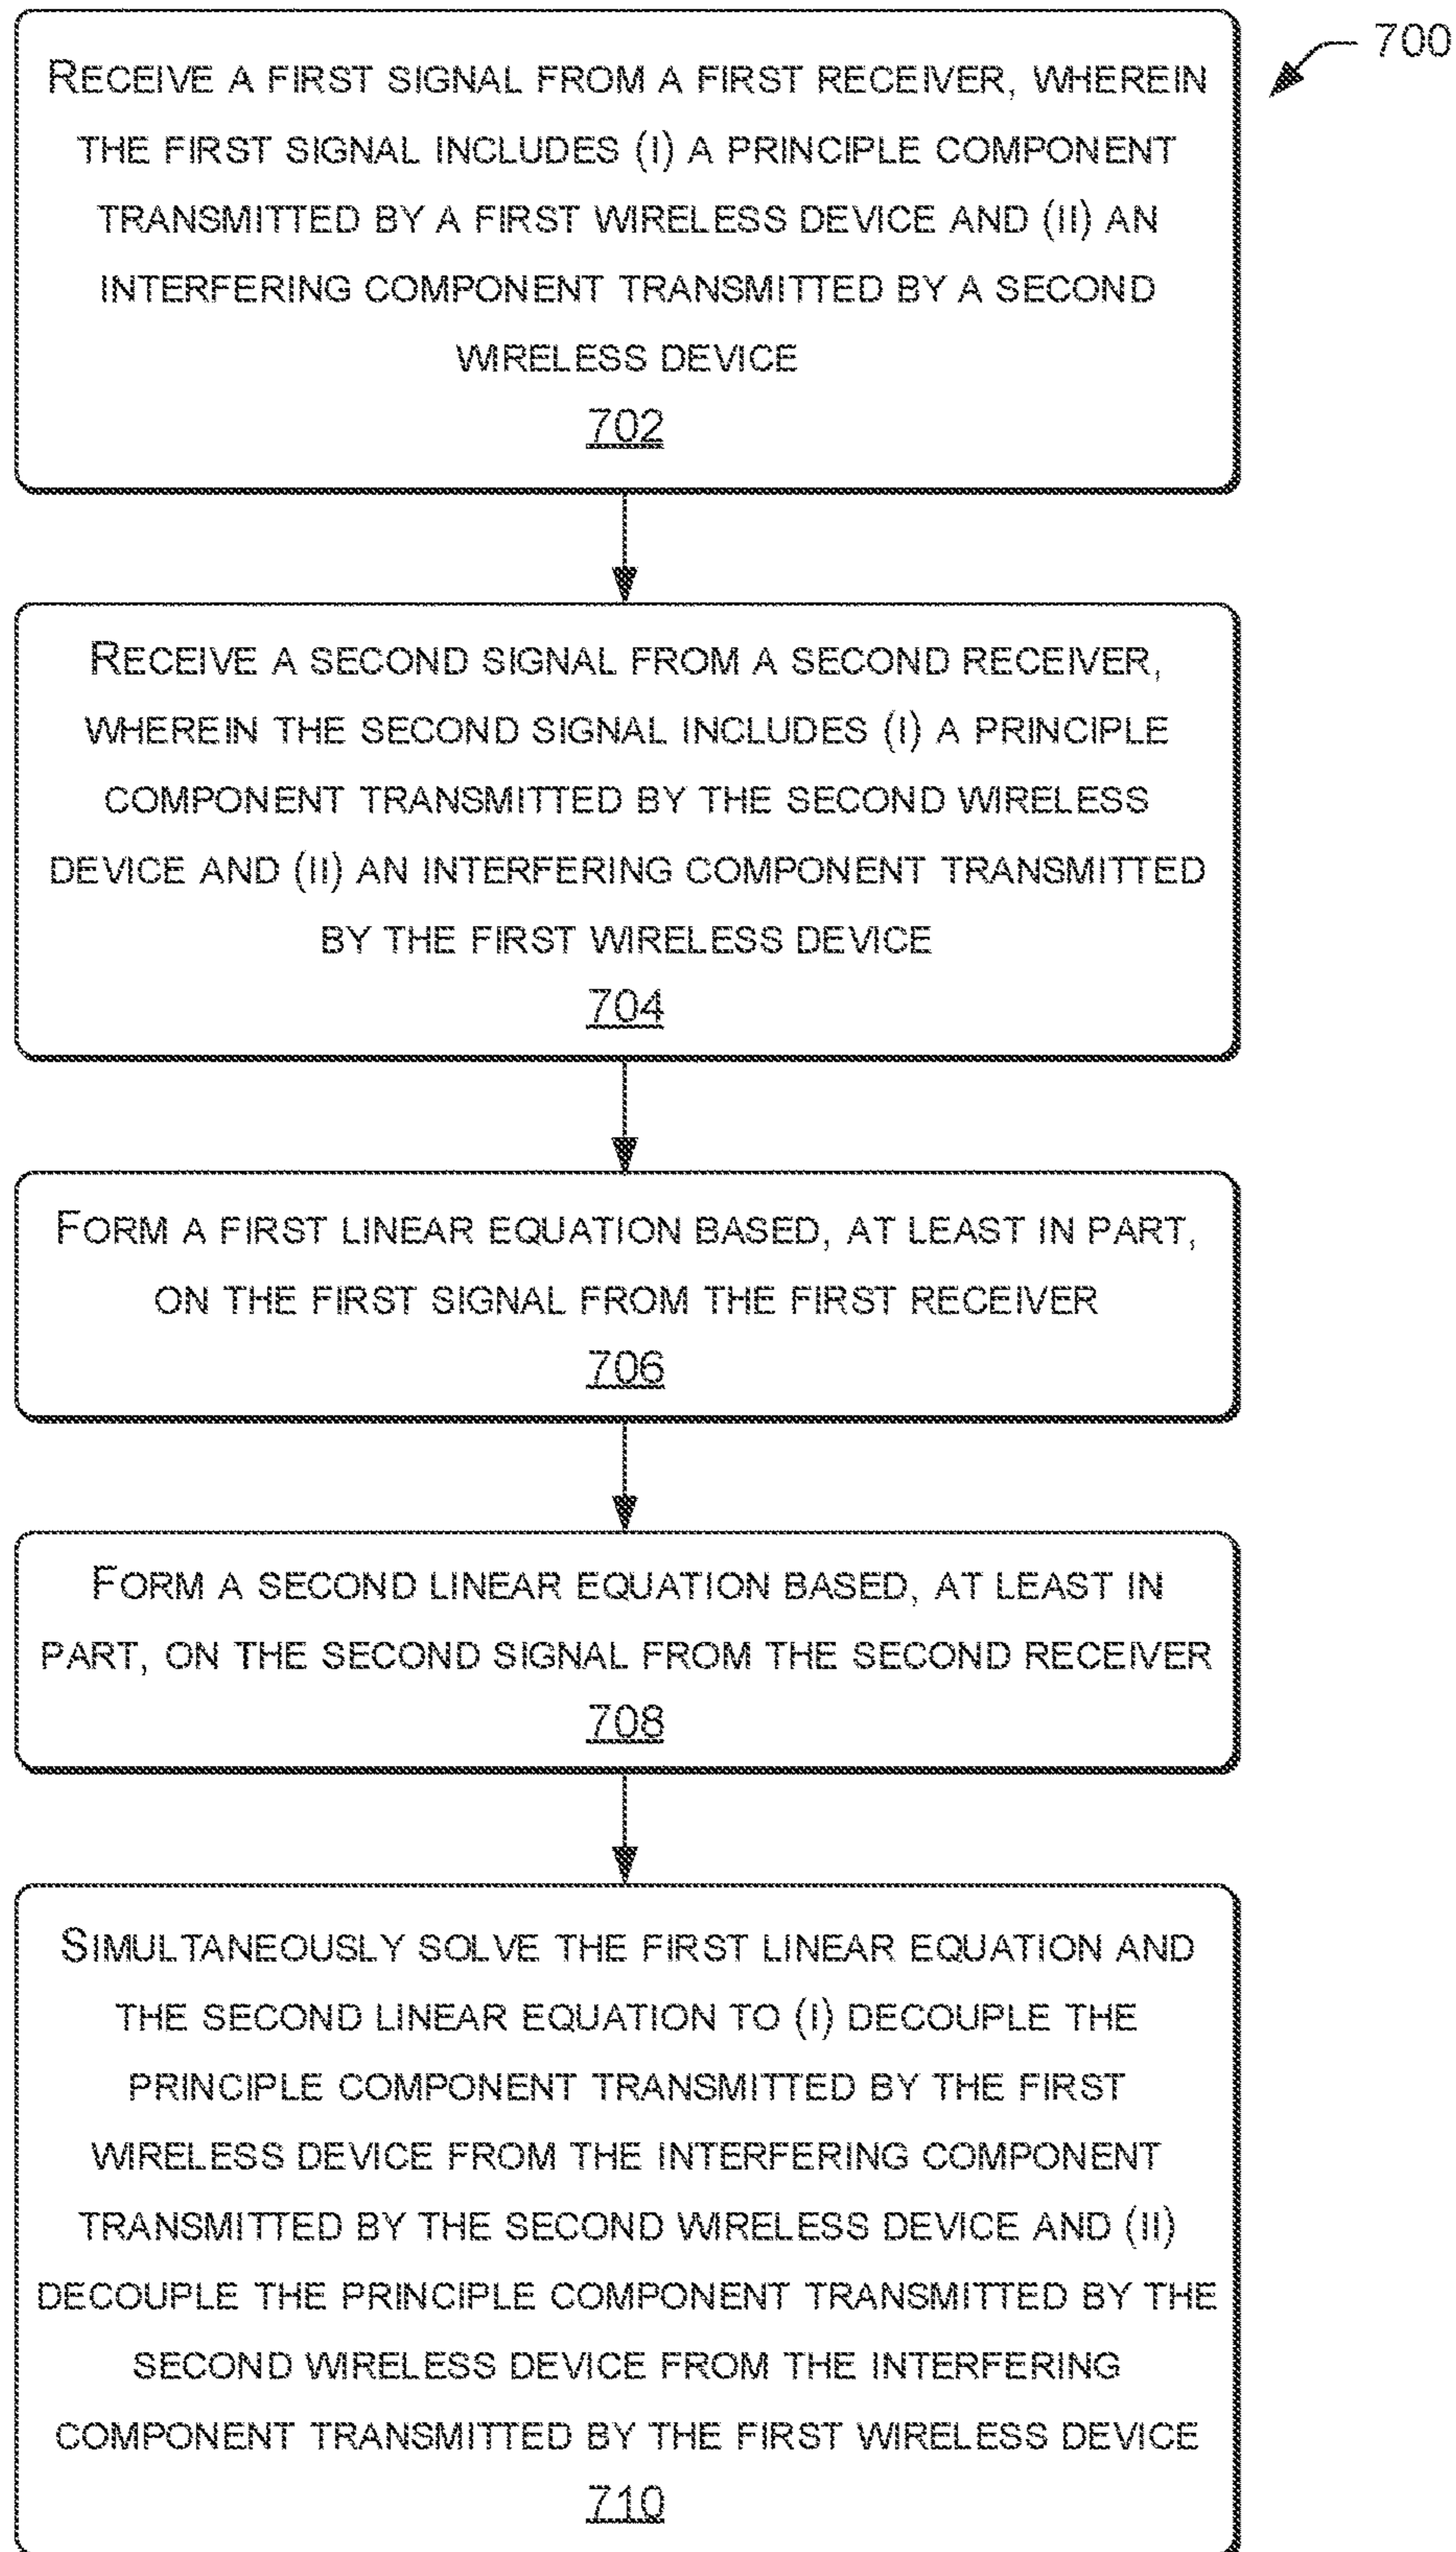 700
RECEIVE A FIRST SIGNAL FROM A FIRST RECEIVER, WHEREIN
THE FIRST SIGNAL INCLUDES (I) A PRINCIPLE COMPONENT
TRANSMITTED BY A FIRST WIRELESS DEVICE AND (II) AN
INTERFERING COMPONENT TRANSMITTED BY A SECOND
WIRELESS DEVICE
702
RECEIVE A SECOND SIGNAL FROM A SECOND RECEIVER,
WHEREIN THE SECOND SIGNAL INCLUDES (I) A PRINCIPLE
COMPONENT TRANSMITTED BY THE SECOND WIRELESS
DEVICE AND (II) AN INTERFERING COMPONENT TRANSMITTED
BY THE FIRST WIRELESS DEVICE
704
FORM A FIRST LINEAR EQUATION BASED, AT LEAST IN PART,
ON THE FIRST SIGNAL FROM THE FIRST RECEIVER
706
FORM A SECOND LINEAR EQUATION BASED, AT LEAST IN
PART, ON THE SECOND SIGNAL FROM THE SECOND RECEIVER
708
SIMULTANEOUSLY SOLVE THE FIRST LINEAR EQUATION AND
THE SECOND LINEAR EQUATION TO (I) DECOUPLE THE
PRINCIPLE COMPONENT TRANSMITTED BY THE FIRST
WIRELESS DEVICE FROM THE INTERFERING COMPONENT
TRANSMITTED BY THE SECOND WIRELESS DEVICE AND (II)
DECOUPLE THE PRINCIPLE COMPONENT TRANSMITTED BY THE
SECOND WIRELESS DEVICE FROM THE INTERFERING
COMPONENT TRANSMITTED BY THE FIRST WIRELESS DEVICE
710